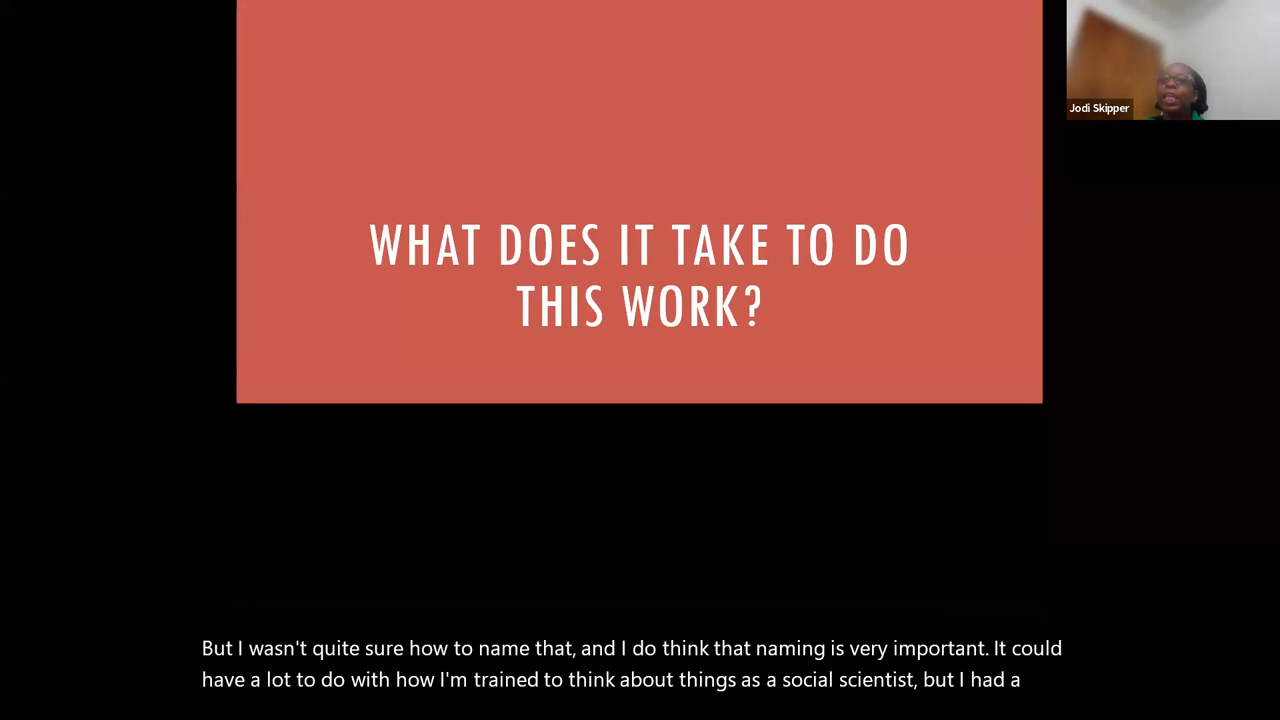 WHAT DOES IT TAKE TO DO
THIS WORK?
Jodi Skipper
But I wasn't quite sure how to name that, and I do think that naming is very important. It could
have a lot to do with how I'm trained to think about things as a social scientist, but I had a